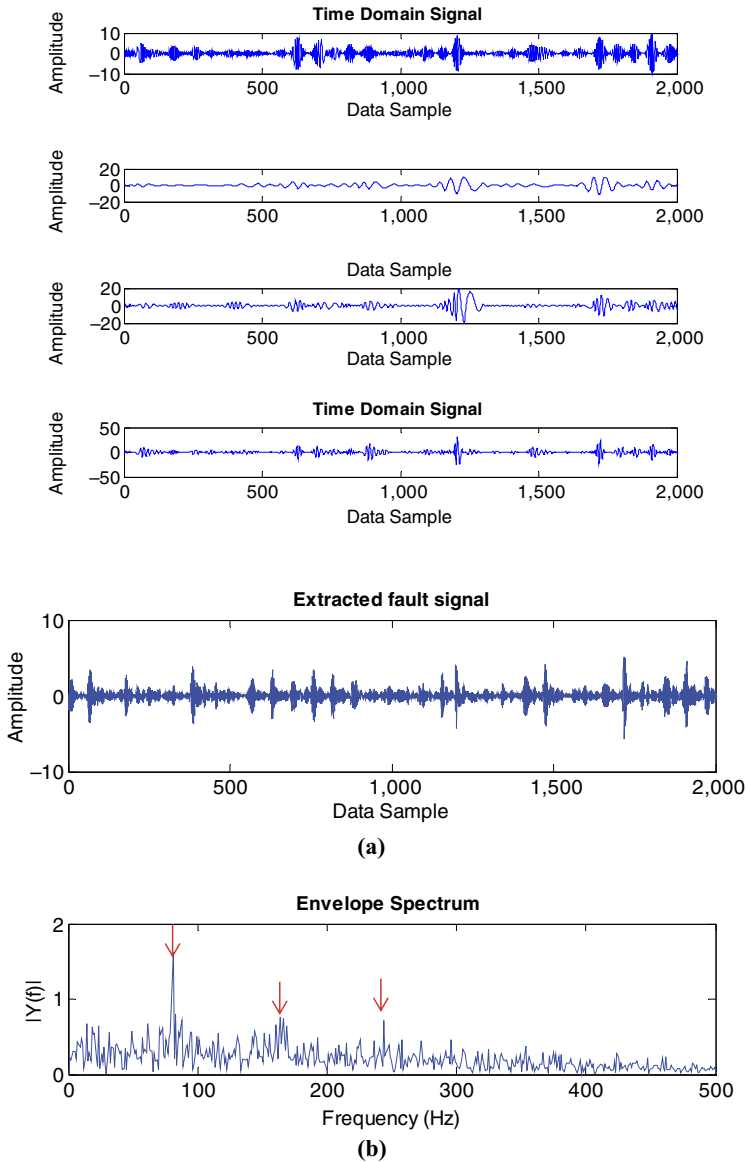 Time Domain Signal
Amplitude
10
0
−10
0 500 1,000 1,500 2,000
Data Sample
Amplitude
20
0
−20
0 500 1,000 1,500 2,000
Data Sample
Amplitude
20
0
−20
0 500 1,000 1,500 2,000
Data Sample
Time Domain Signal
Amplitude
50
0
−50
0 500 1,000 1,500 2,000
Data Sample
Extracted fault signal
Amplitude
10
0
−10
0 500 1,000 1,500 2,000
Data Sample
(a)
Envelope Spectrum
|Y(f)|
2
1
0
0 100 200 300 400 500
Frequency (Hz)
(b)